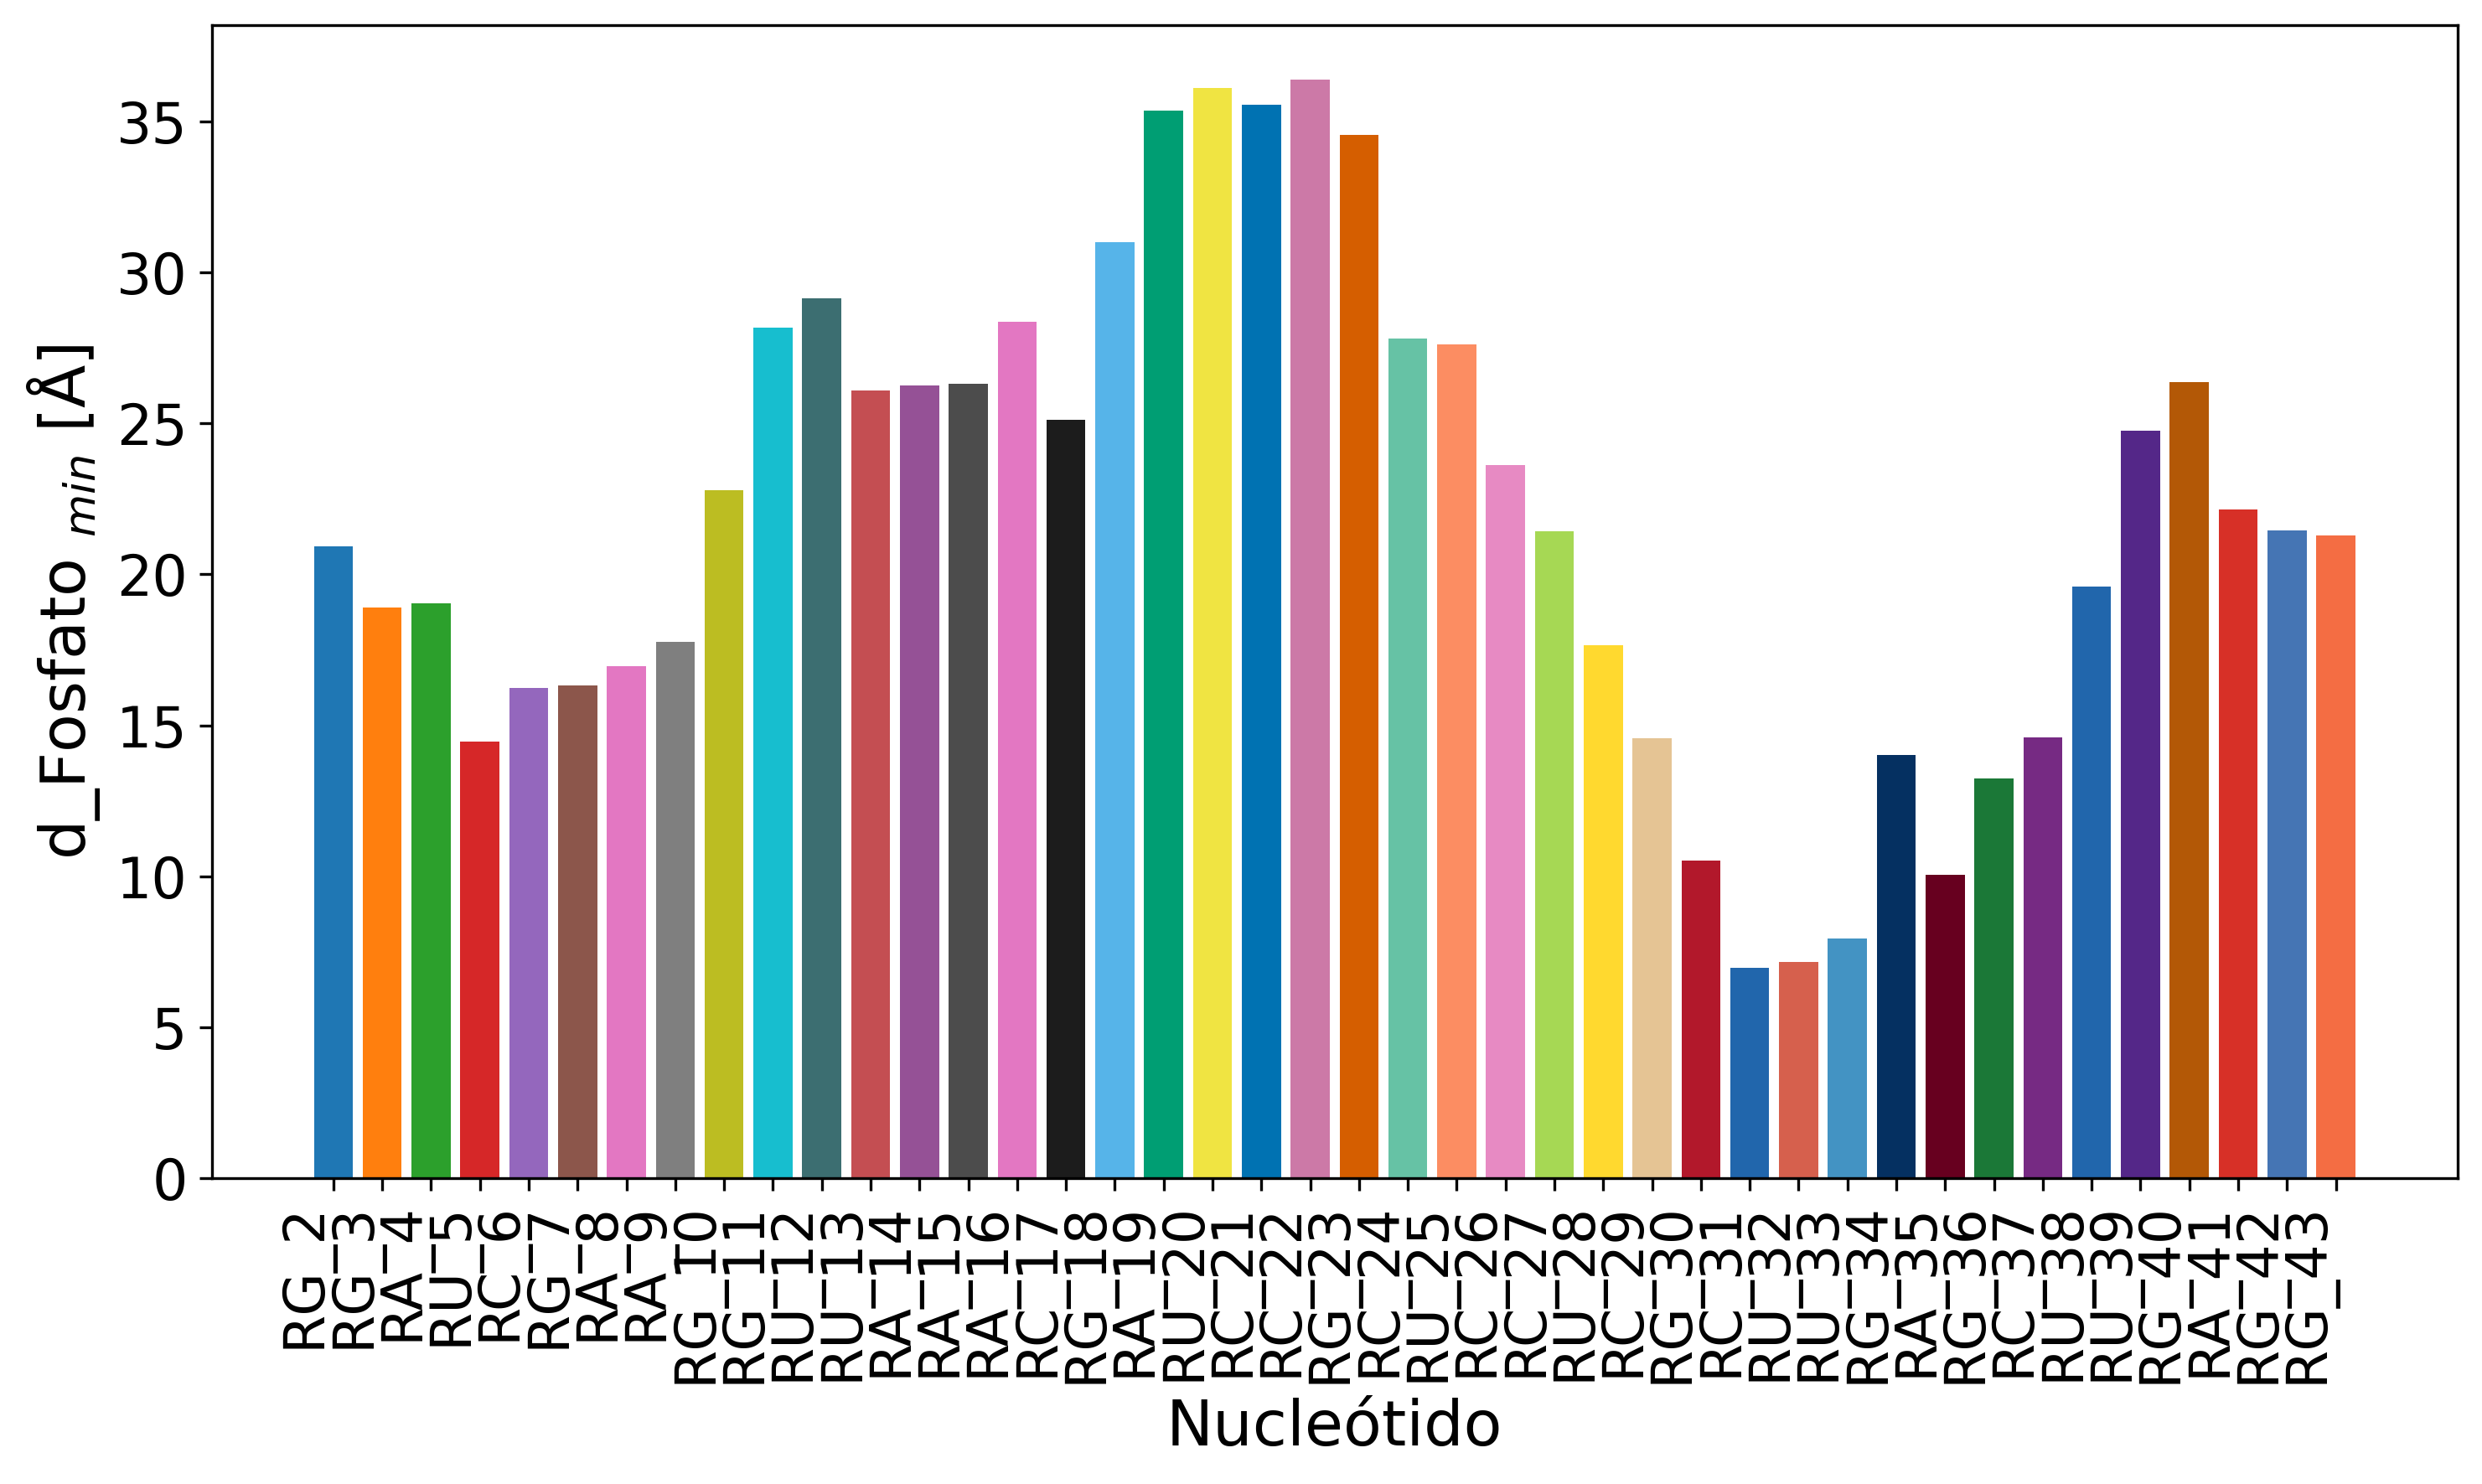 d_Fosfato min [Å]
35
30
25
20
15
10
5
0
RG_2
RG_3
RA_4
RU_5
RC_6
RG_7
RA_8
RA_9
RG_10
RG_11
RU_12
RU_13
RA_14
RA_15
RA_16
RC_17
RG_18
RA_19
RU_20
RC_21
RC_22
RG_23
RC_24
RU_25
RC_26
RC_27
RU_28
RC_29
RG_30
RC_31
RU_32
RU_33
RG_34
RA_35
RG_36
RC_37
RU_38
RU_39
RG_40
RA_41
RG_42
RG_43
Nucleótido